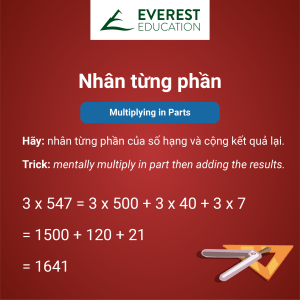 EVEREST
EDUCATION
Nhân từng phần
Multiplying in Parts
Hãy: nhân từng phần của số hạng và cộng kết quả lại.
Trick: mentally multiply in part then adding the results.
3 x 547 = 3 x 500 + 3 x 40 + 3 x 7
= 1500 + 120 + 21
= 1641